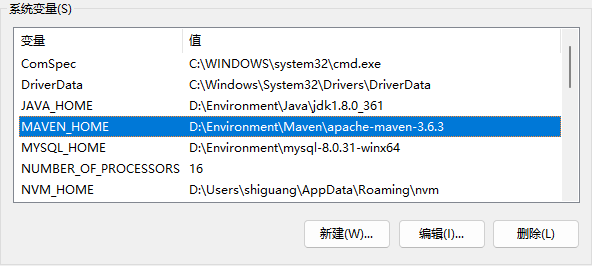 系统变量(S)
变量 值
ComSpec C:\WINDOWS\system32\cmd.exe
DriverData C:\Windows\System32\Drivers\DriverData
JAVA_HOME D:\Environment\Java\jdk1.8.0_361
MAVEN_HOME D:\Environment\Maven\apache-maven-3.6.3
MYSQL_HOME D:\Environment\mysql-8.0.31-winx64
NUMBER_OF_PROCESSORS 16
NVM_HOME D:\Users\shiguang\AppData\Roaming\nvm
新建(W)... 编辑(I)... 删除(L)